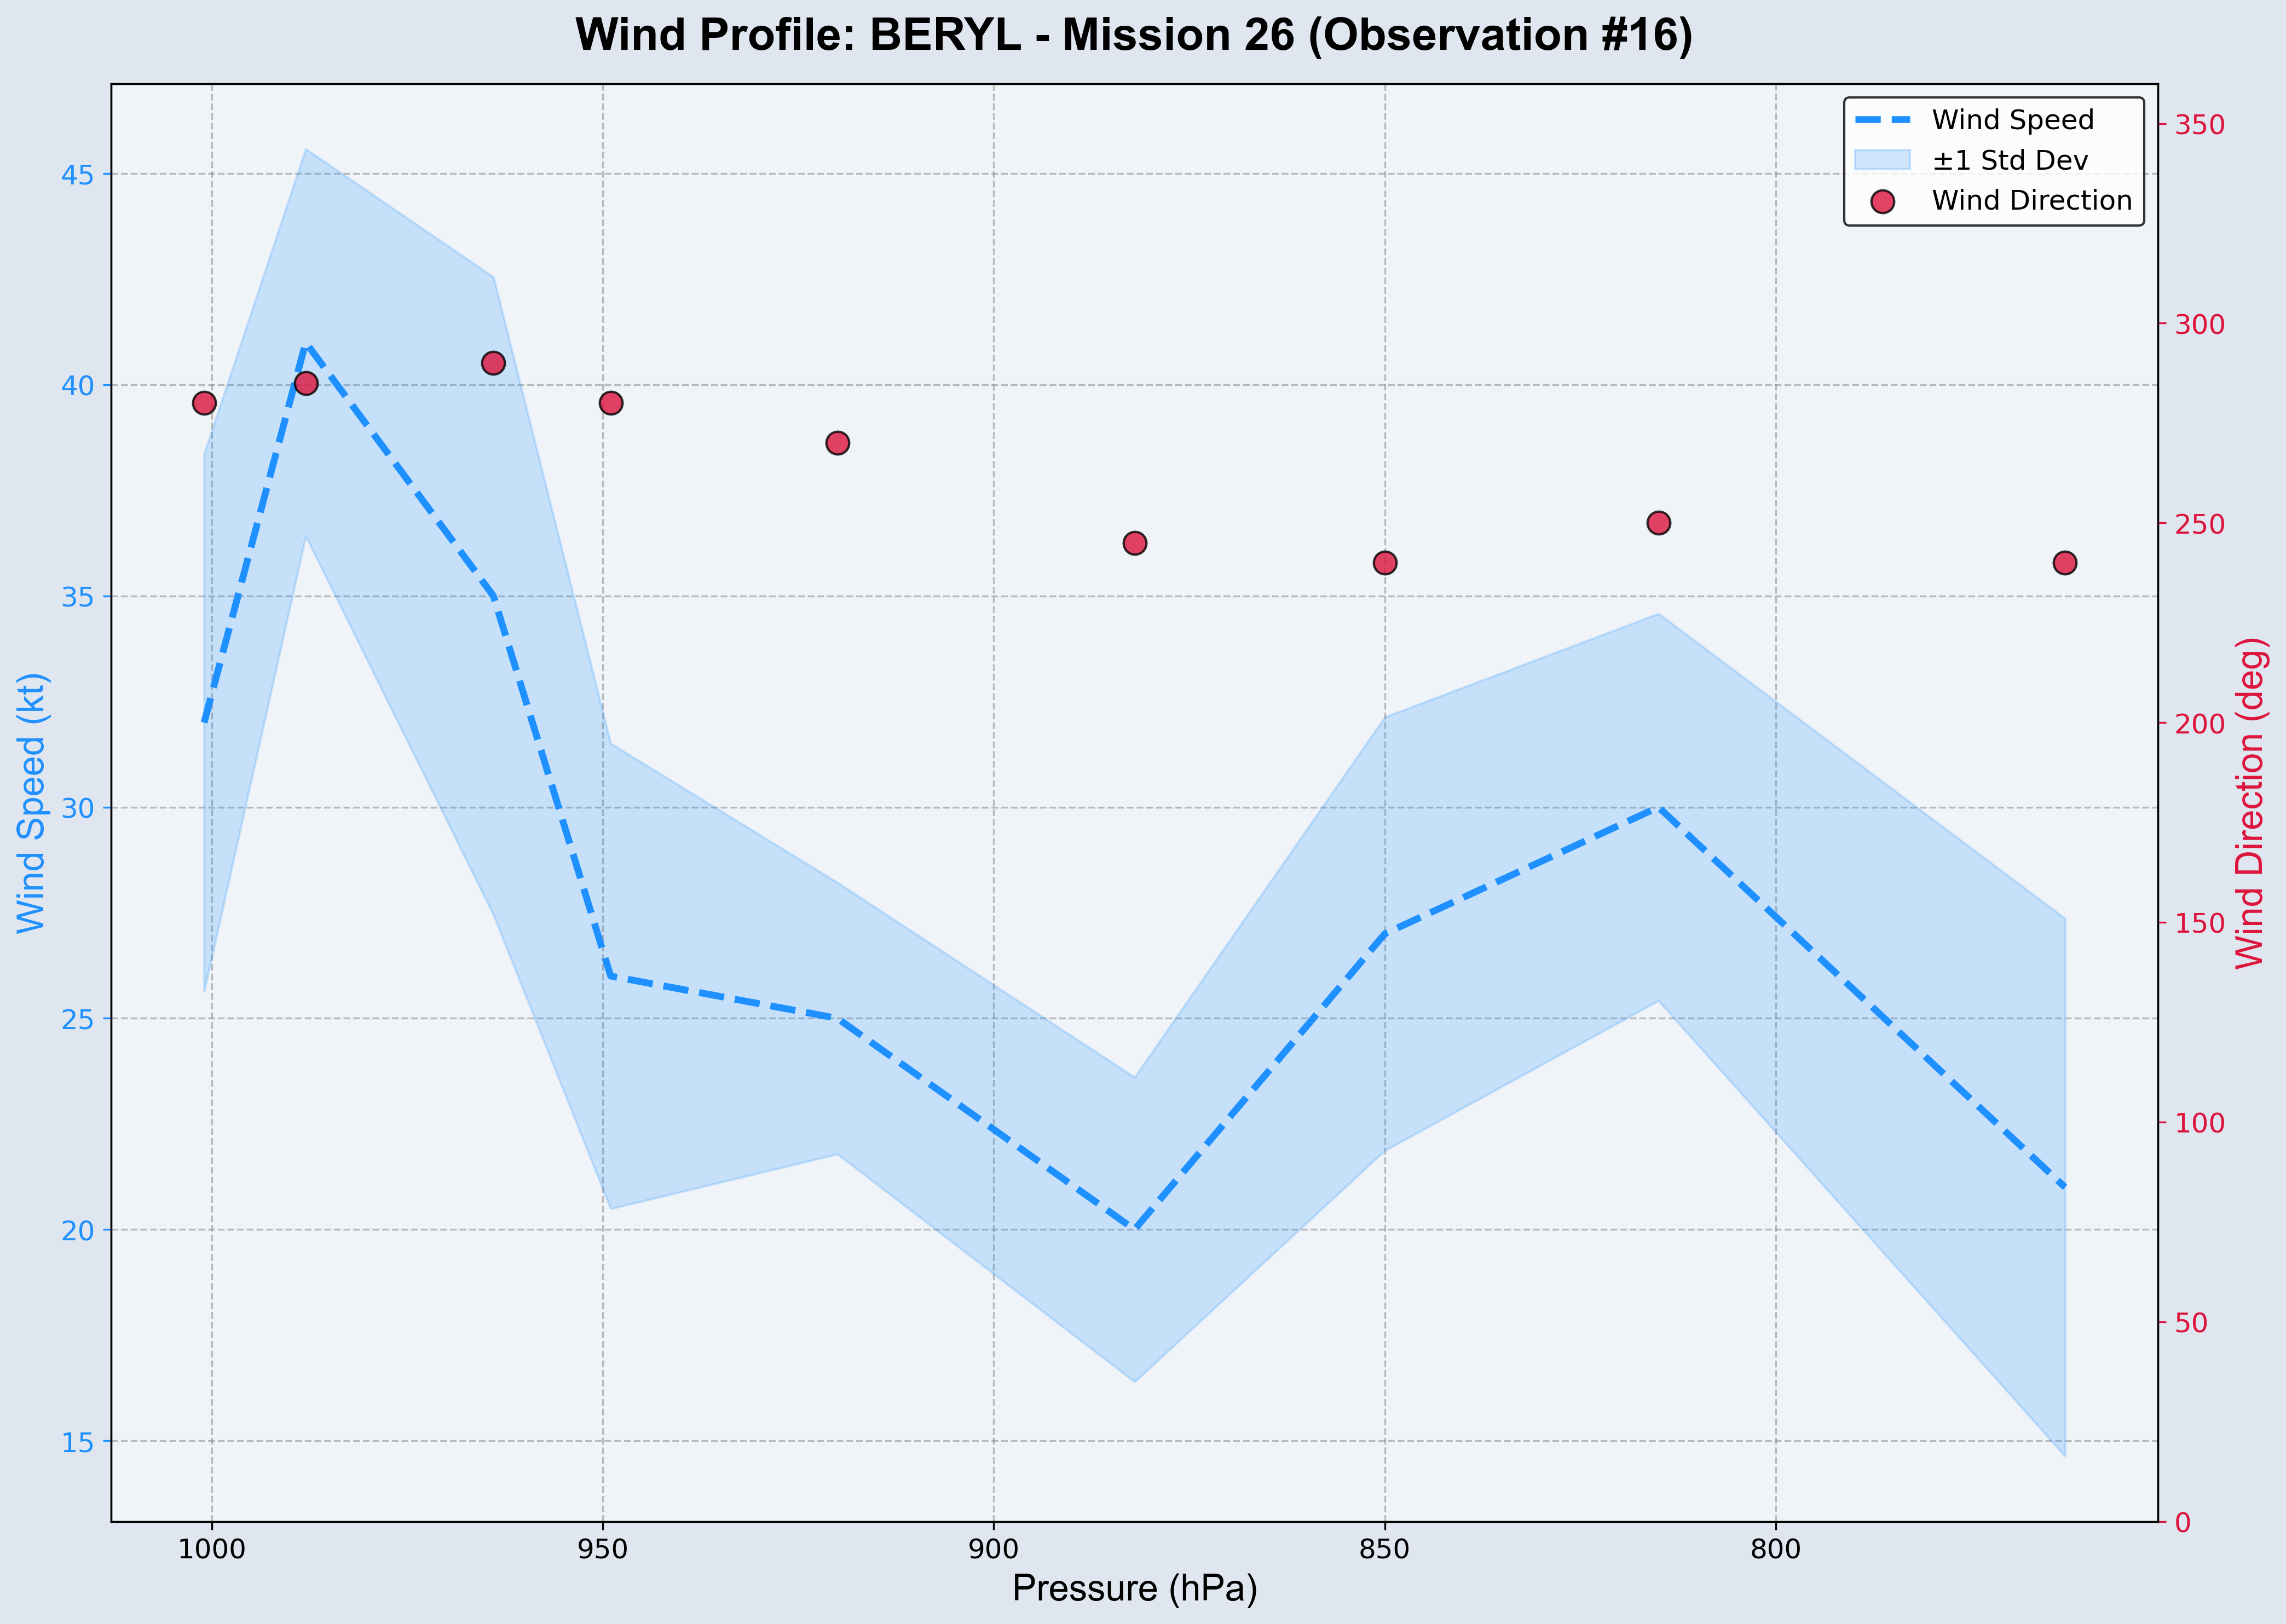 Wind Profile: BERYL - Mission 26 (Observation #16)
Wind Speed
±1 Std Dev
Wind Direction
45
40
35
30
25
20
15
Wind Speed (kt)
350
300
250
200
150
100
50
0
Wind Direction (deg)
1000 950 900 850 800
Pressure (hPa)